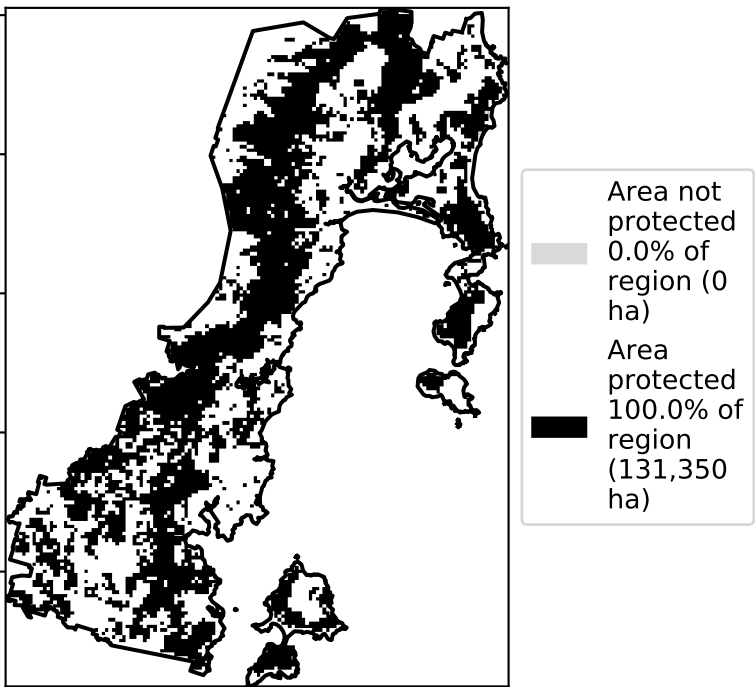 Area not
protected
0.0% of
region (0
ha)
Area
protected
100.0% of
region
(131,350
ha)